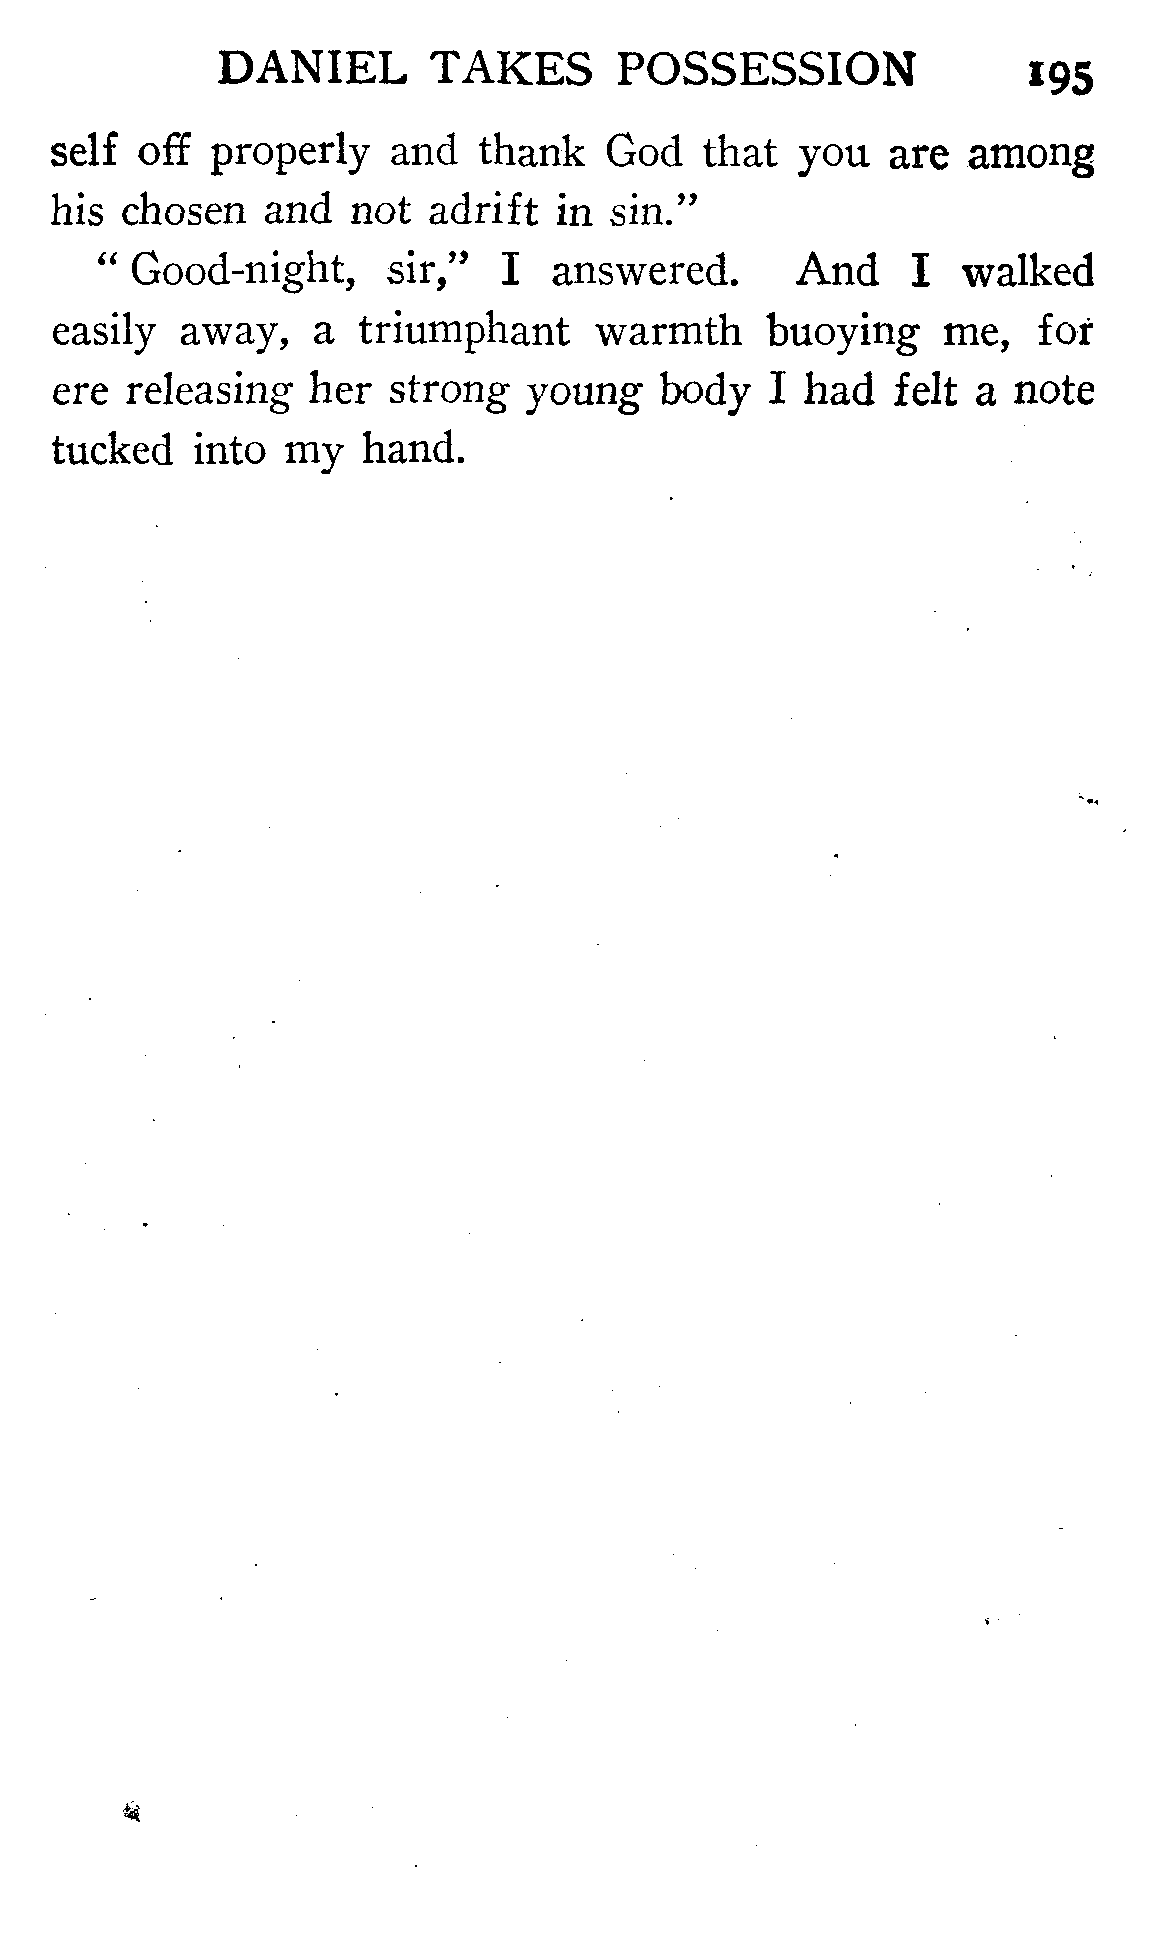 DANIEL TAKES POSSESSION 195
self off properly and thank God that you are among
his chosen and not adrift in sin.”
“ Good-night, sir,” I answered. And I walked
easily away, a triumphant warmth buoying me, for
ere releasing her strong young body I had felt a note
tucked into my hand.